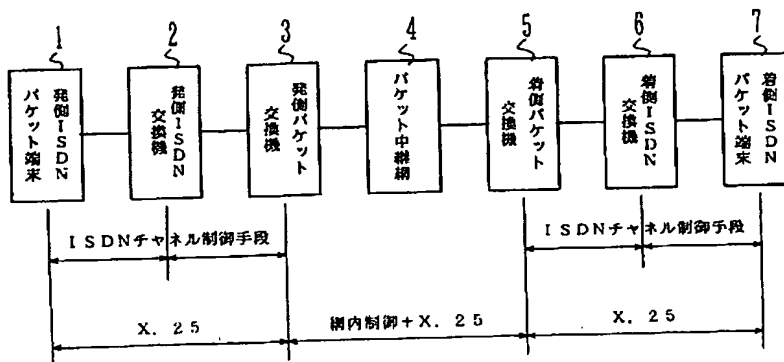 1
2
3
4
5
6
7
発側ISDN
パケット端末
発側ISDN
交換機
発側パケット
交換機
パケット中継網
着側パケット
交換機
着側ISDN
交換機
着側ISDN
パケット端末
ISDNチャネル制御手段
ISDNチャネル制御手段
X.25
網内制御+X.25
X.25